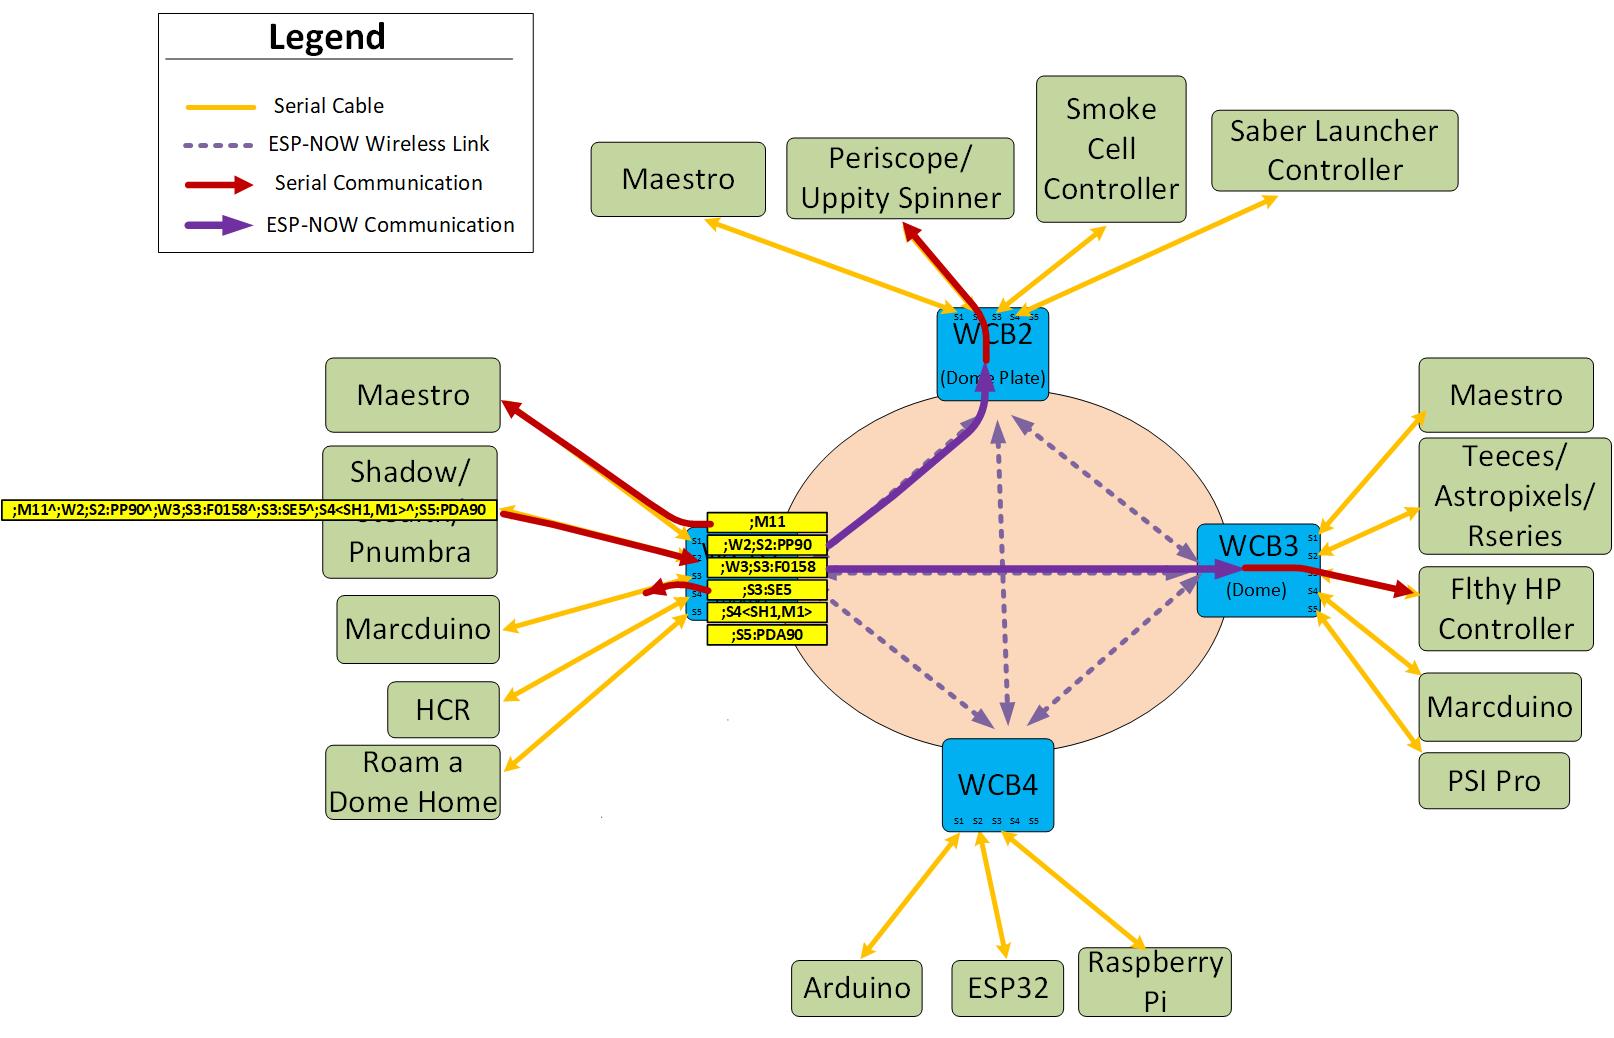 Legend
Serial Cable
ESP-NOW Wireless Link
Serial Communication
ESP-NOW Communication
Maestro
Periscope/
Uppity Spinner
Smoke
Cell
Controller
Saber Launcher
Controller
S1 S3 S4 S5
WCB2
(Dome Plate)
Maestro
Shadow/
;M11^;W2;S2:PP90^;W3;S3:F0158^;S3:SE5^;S4<SH1,M1>^;S5:PDA90
Pnumbra
Marcduino
HCR
Roam a
Dome Home
S1
S2
S3
S4
S5
;M11
;W2;S2:PP90
;W3;S3:F0158
;S3:SE5
;S4<SH1,M1>
;S5:PDA90
WCB3
(Dome)
S1
S2
S4
S5
Maestro
Teeces/
Astropixels/
Rseries
Flthy HP
Controller
Marcduino
PSI Pro
WCB4
S1 S2 S3 S4 S5
Arduino
ESP32
Raspberry
Pi